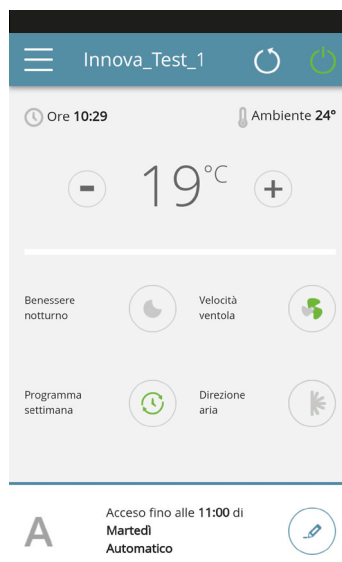 Innova_Test_1
Ore 10:29
Ambiente 24°
- 19°C +
Benessere
notturno
Velocità
ventola
Programma
settimana
Direzione
aria
A
Acceso fino alle 11:00 di
Martedì
Automatico